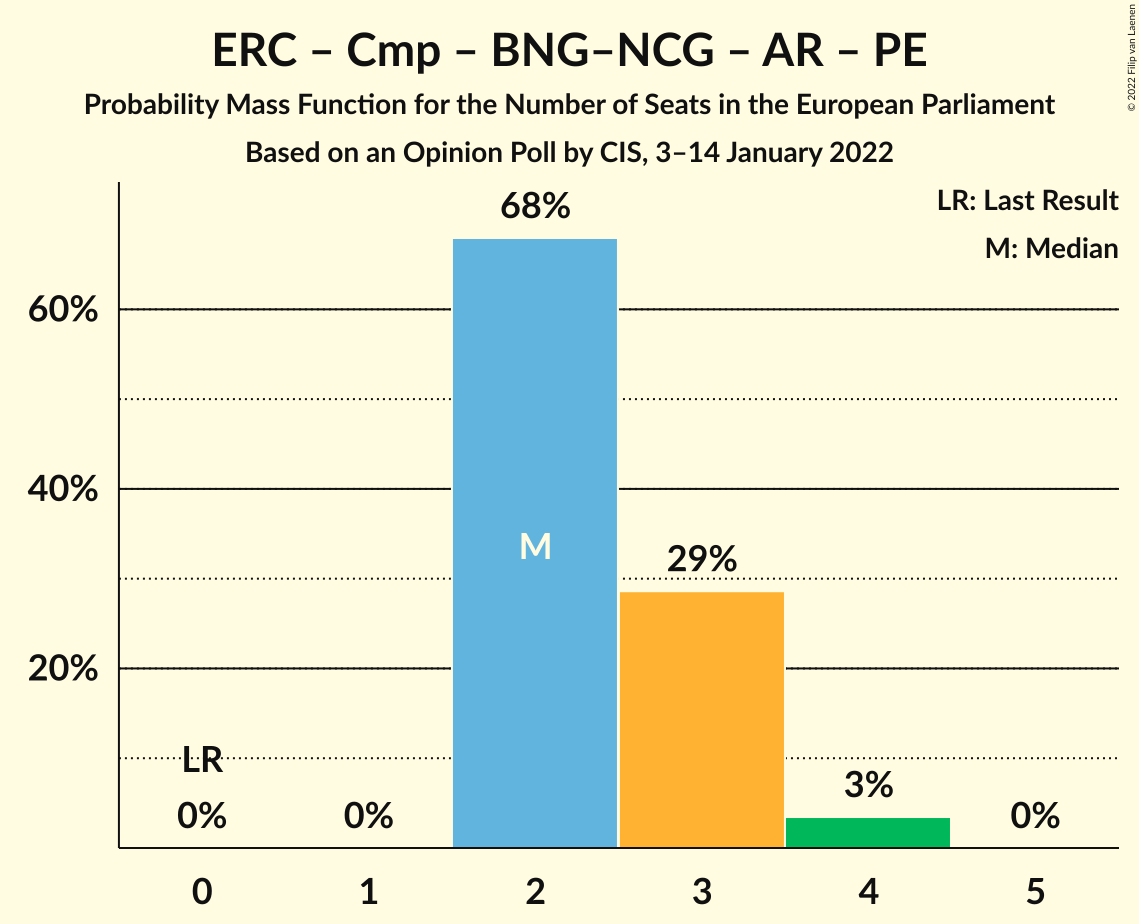 ERC – Cmp – BNG–NCG – AR – PE
Probability Mass Function for the Number of Seats in the European Parliament
Based on an Opinion Poll by CIS, 3–14 January 2022
© 2022 Filip van Laenen
LR: Last Result
M: Median
68%
60%
40%
M
29%
20%
LR
3%
0%
0%
0%
0 1 2 3 4 5